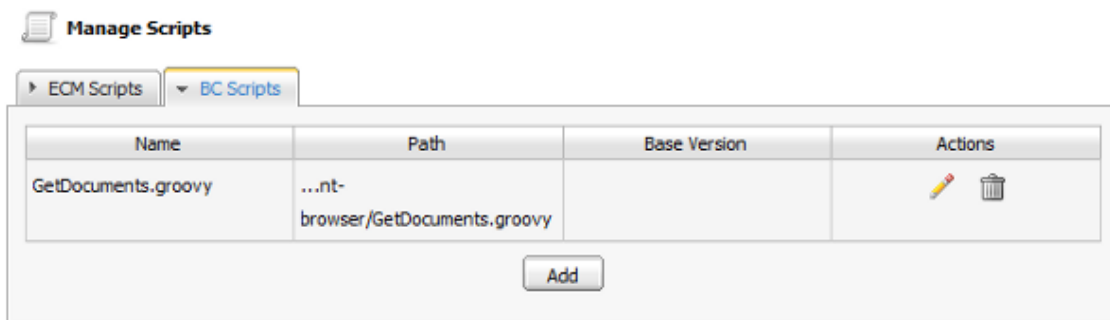 Manage Scripts
ECM Scripts
BC Scripts
Name Path Base Version Actions
GetDocuments.groovy ...nt-
browser/GetDocuments.groovy
Add